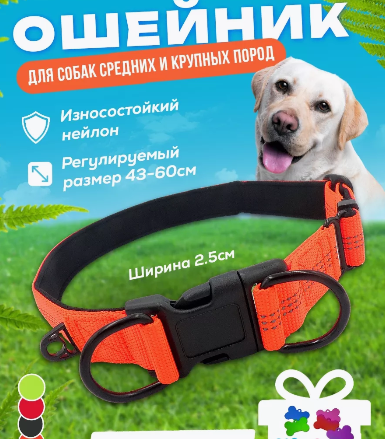 ОШЕЙНИК
ДЛЯ СОБАК СРЕДНИХ И КРУПНЫХ ПОРОД
Износостойкий
нейлон
Регулируемый
размер 43-60см
Ширина 2.5см